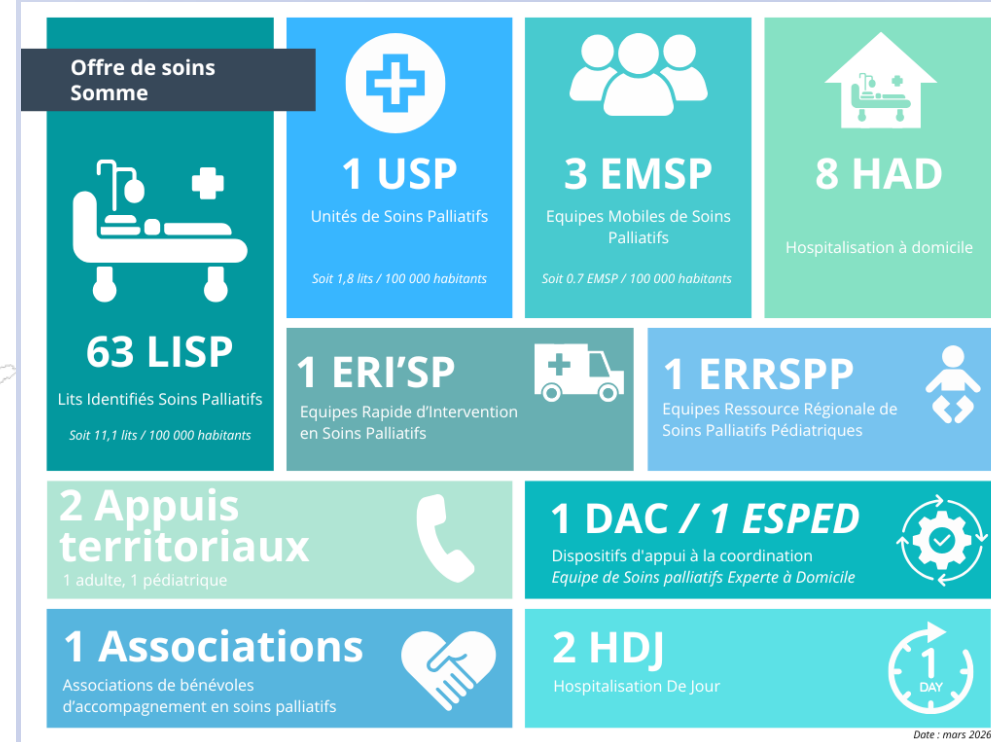 Offre de soins
Somme
63 LISP
Lits Identifiés Soins Palliatifs
Soit 11,1 lits / 100 000 habitants
1 USP
Unités de Soins Palliatifs
Soit 1,8 lits / 100 000 habitants
3 EMSP
Equipes Mobiles de Soins
Palliatifs
Soit 0.7 EMSP / 100 000 habitants
8 HAD
Hospitalisation à domicile
1 ERI’SP
Equipes Rapide d’Intervention
en Soins Palliatifs
1 ERRSPP
Equipes Ressource Régionale de
Soins Palliatifs Pédiatriques
2 Appuis
territoriaux
1 adulte, 1 pédiatrique
1 DAC / 1 ESPED
Dispositifs d'appui à la coordination
Equipe de Soins palliatifs Experte à Domicile
1 Associations
Associations de bénévoles
d’accompagnement en soins palliatifs
2 HDJ
Hospitalisation De Jour
1
DAY
Date : mars 2026